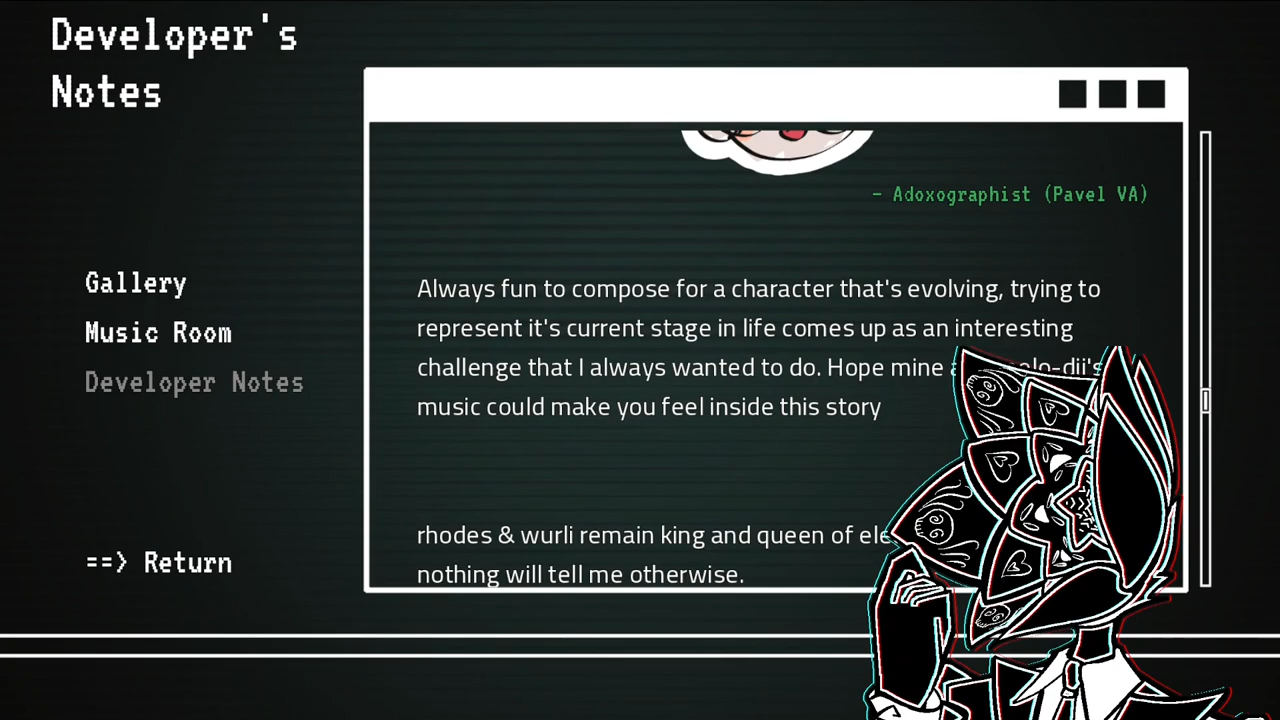 Developer's
Notes
- Adoxographist (Pavel VA)
Gallery
Music Room
Developer Notes
==> Return
Always fun to compose for a character that's evolving, trying to
represent it's current stage in life comes up as an interesting
challenge that I always wanted to do. Hope mine
music could make you feel inside this story
rhodes & wurli remain king and queen of
nothing will tell me otherwise.